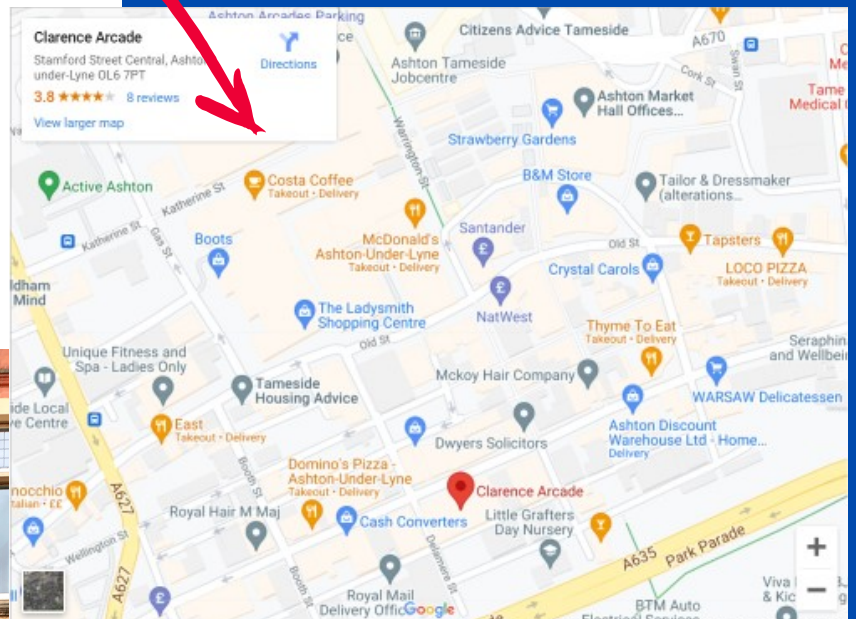 Ashton Arcades Parking
Clarence Arcade
Stamford Street Central,
under-Lyne OL6 7PT
3.8
8 reviews
View larger map
Directions
Citizens Advice Tameside
A670
Ashton Tameside
Jobcentre
Cork St
Swan St
Ashton Market
Hall Offices...
Tame
Medical
Strawberry Gardens
Warrington St
B&M Store
Active Ashton
Katherine St
Costa Coffee
Takeout • Delivery
Tailor & Dressmaker
(alterations...
Katherine St
Gas St
Boots
McDonald's
Ashton-Under-Lyne
Takeout • Delivery
Santander
Old St
Tapsters
Crystal Carols
LOCO PIZZA
Takeout • Delivery
Mind
The Ladysmith
Shopping Centre
NatWest
Old St
Thyme To Eat
Takeout • Delivery
Unique Fitness and
Spa - Ladies Only
Tameside
Housing Advice
Mckoy Hair Company
WARSAW Delicatessen
Local
Centre
East
Takeout • Delivery
Dwyers Solicitors
Ashton Discount
Warehouse Ltd - Home...
Delivery
Booth St
Domino's Pizza -
Ashton-Under-Lyne
Takeout • Delivery
Clarence Arcade
A627
Royal Hair M Maj
Cash Converters
Little Grafters
Day Nursery
Wellington St
Delamere St
A635
Park Parade
A627
Booth St
Royal Mail
Delivery Offic
Google
BTM Auto
Viva
& Kic